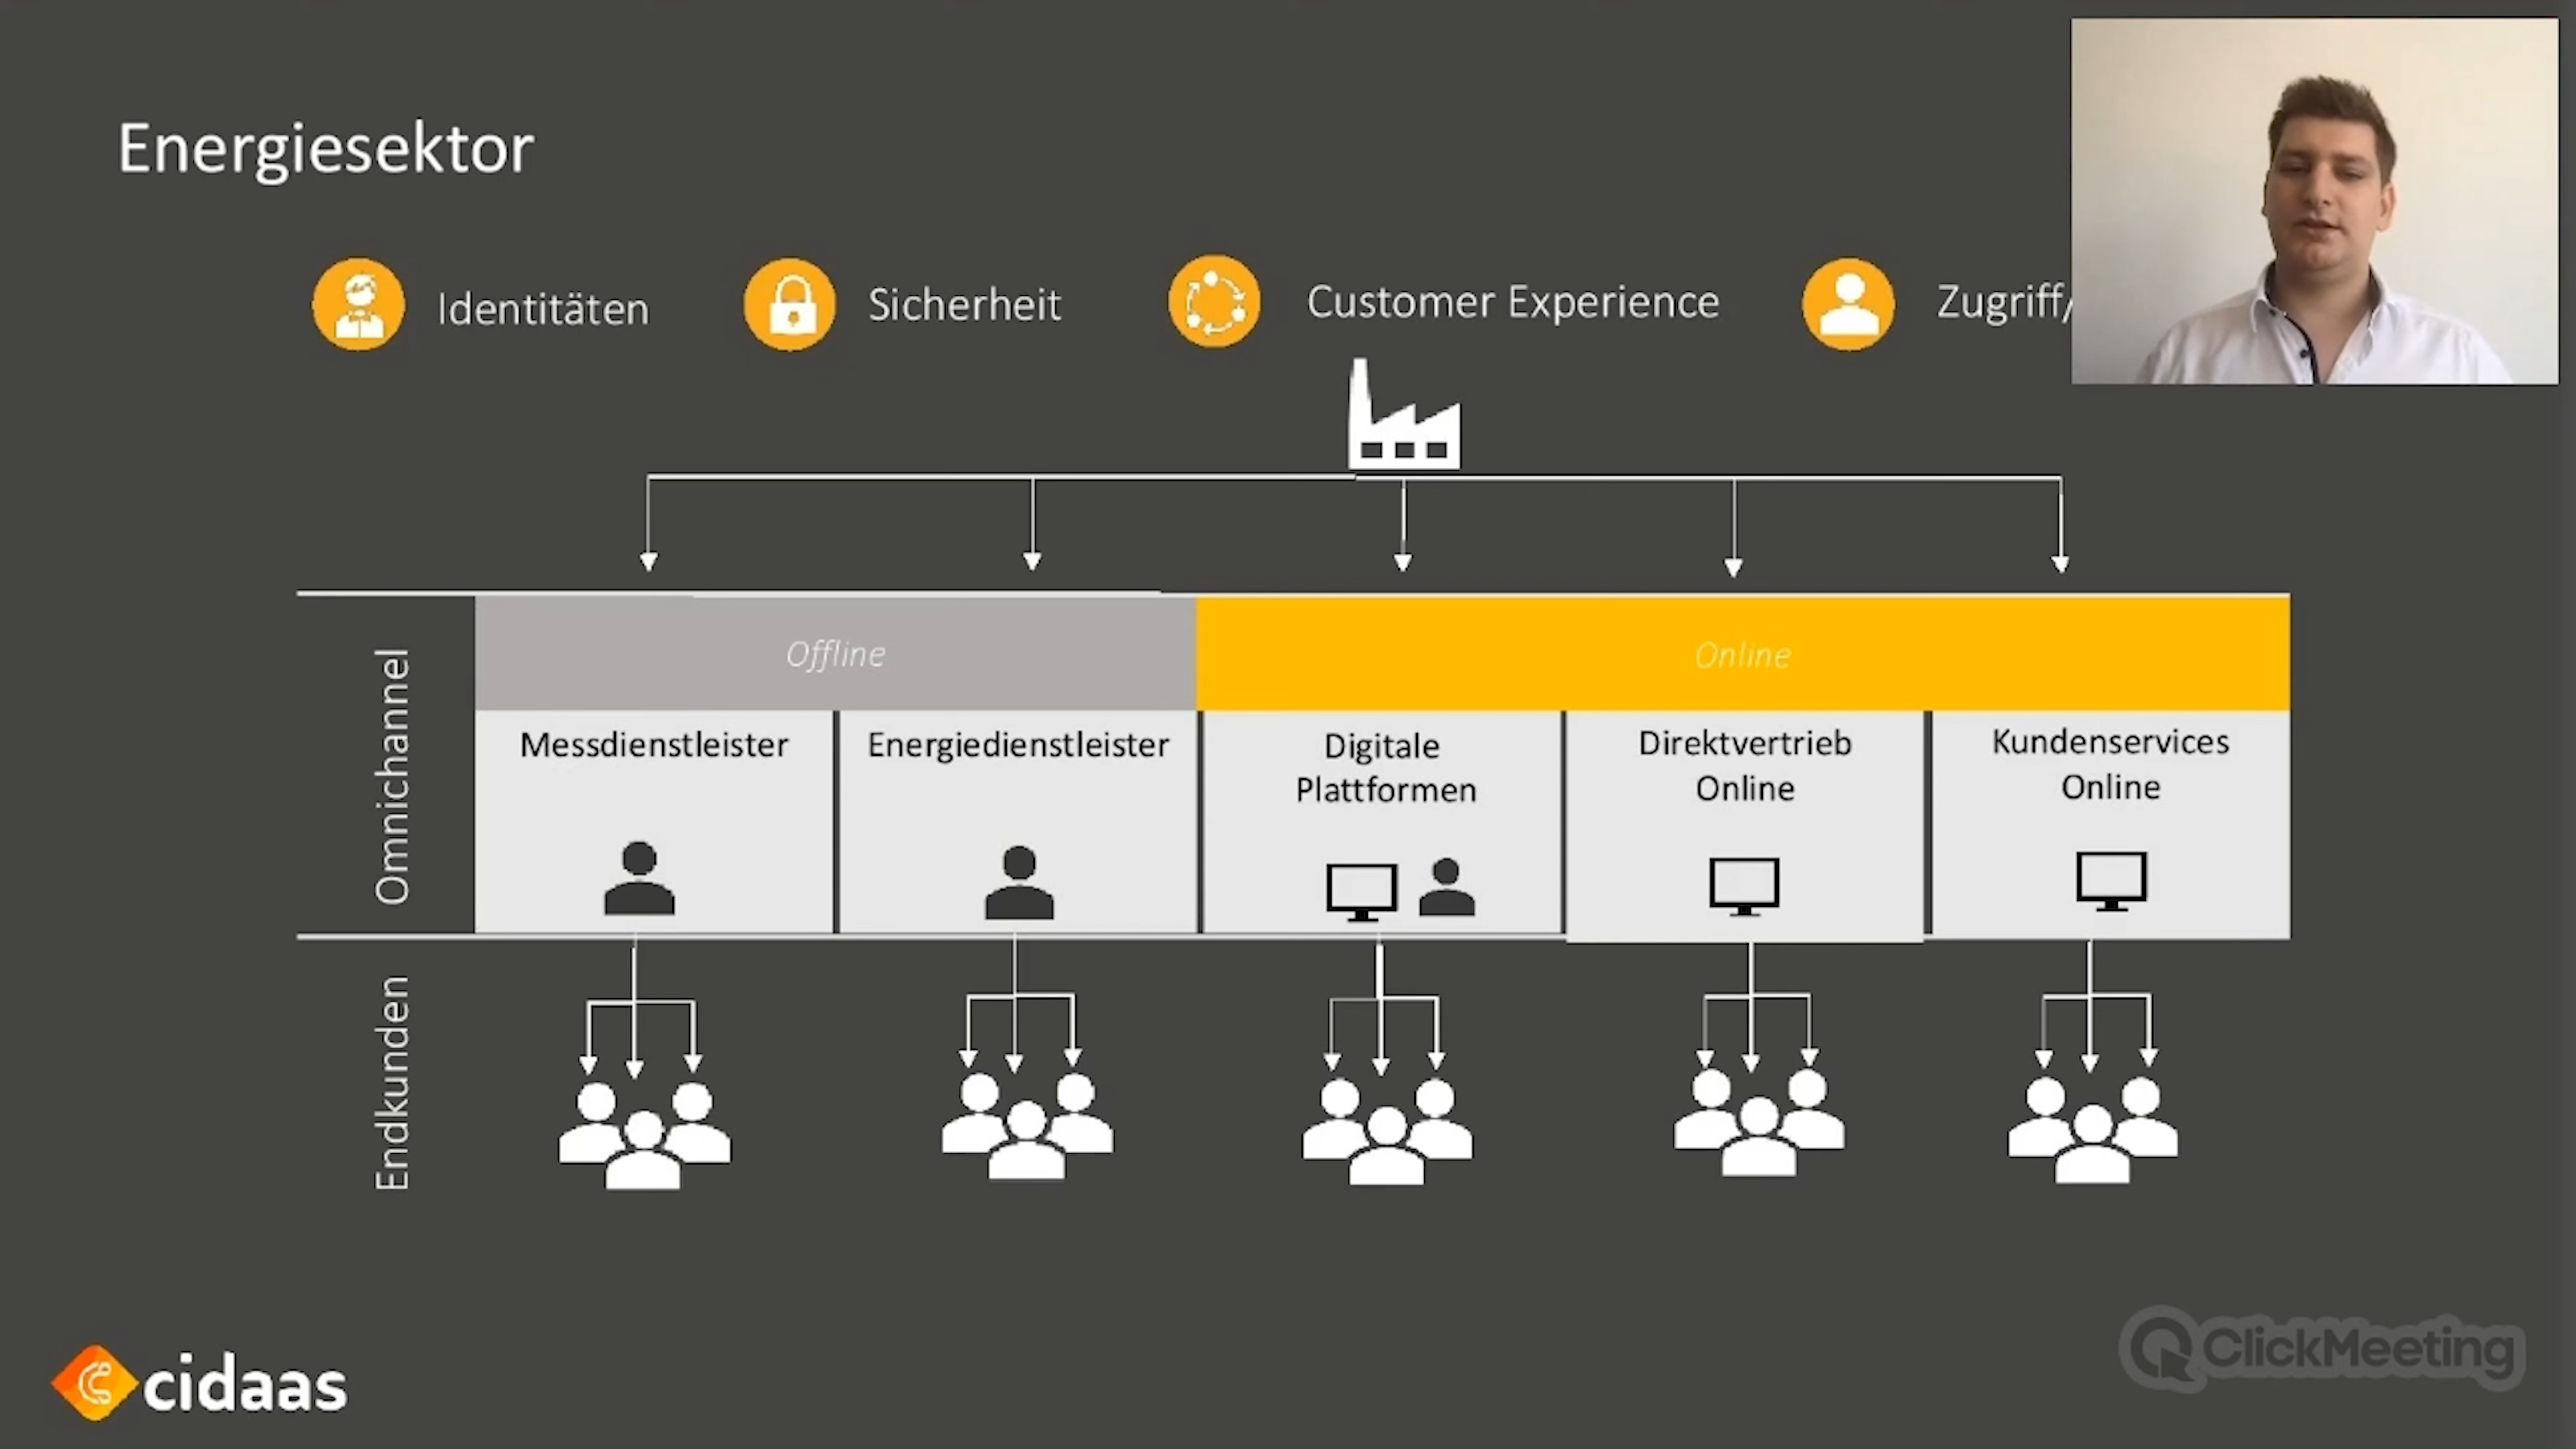 Energiesektor
Identitäten
Sicherheit
Customer Experience
Zugriff/
Omnichannel
Offline
Online
Messdienstleister
Energiedienstleister
Digitale
Plattformen
Direktvertrieb
Online
Kundenservices
Online
Endkunden
cidaas
ClickMeeting